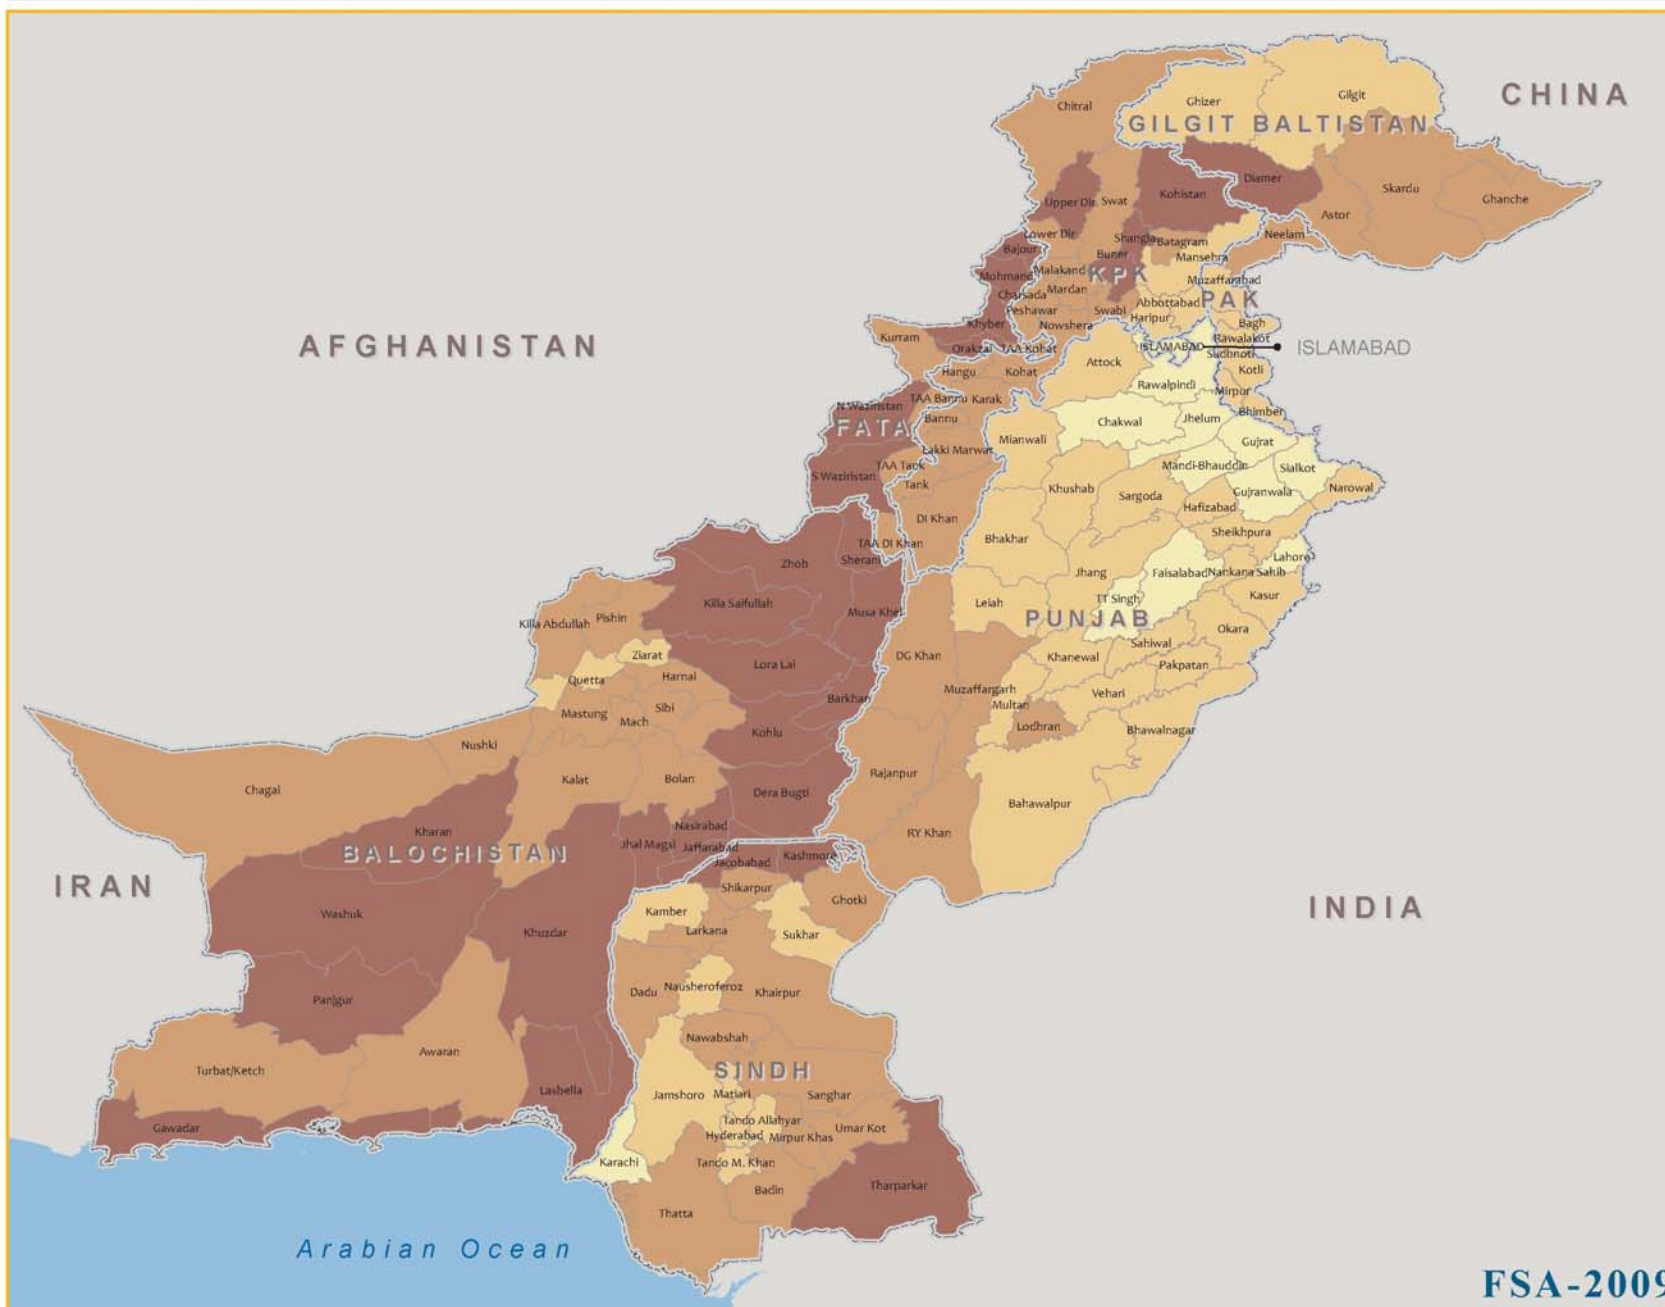 CHINA
Chitral
Ghizer
Gilgit
GILGIT BALTISTAN
Diamer
Skardu
Kohistan
Ghanche
Upper Dir
Swat
Astor
Lower Dir
Shangla
Batagram
Neelam
Bajour
Buner
Mansehra
Mohmand
Malakand
KPK
Muzaffarabad
Charsada
Mardan
Abbottabad
PAK
Peshawar
Swabi
Haripur
Khyber
Nowshera
Bagh
AFGHANISTAN
Kurram
Orakzai
TAA Kohat
ISLAMABAD
Rawalakot
Sudhnoti
ISLAMABAD
Hangu
Kohat
Attock
Kotli
Rawalpindi
Mirpur
N Waziristan
TAA Bannu
Karak
FATA
Bannu
Chakwal
Jhelum
Bhimber
Lakki Marwat
Mianwali
Gujrat
S Waziristan
TAA Tank
Tank
Mandi-Bhauddin
Sialkot
Khushab
Sargoda
Gujranwala
Narowal
Hafizabad
DI Khan
Bhakhar
Sheikhpura
TAA DI Khan
Zhob
Sherani
Lahore
Jhang
Faisalabad
Nankana Sahib
Killa Saifullah
Musa Khel
Leiah
TT Singh
Kasur
Killa Abdullah
Pishin
PUNJAB
Okara
Ziarat
Lora Lai
DG Khan
Khanewal
Sahiwal
Pakpatan
Quetta
Harnai
Barkhan
Muzaffargarh
Vehari
Mastung
Mach
Sibi
Multan
Lodhran
Bhawalnagar
Nushki
Kohlu
Chagai
Kalat
Bolan
Dera Bugti
Rajanpur
Bahawalpur
Kharan
Nasirabad
RY Khan
BALOCHISTAN
Jhal Magsi
Jaffarabad
Jacobabad
Kashmore
IRAN
Shikarpur
Ghotki
INDIA
Washuk
Kamber
Khuzdar
Larkana
Sukhar
Panjgur
Dadu
Nausheroferoz
Khairpur
Nawabshah
Awaran
Turbat/Ketch
SINDH
Lasbella
Jamshoro
Matiari
Sanghar
Gawadar
Tando Allahyar
Hyderabad
Mirpur Khas
Umar Kot
Karachi
Tando M. Khan
Badin
Tharparkar
Thatta
Arabian Ocean
FSA-2009